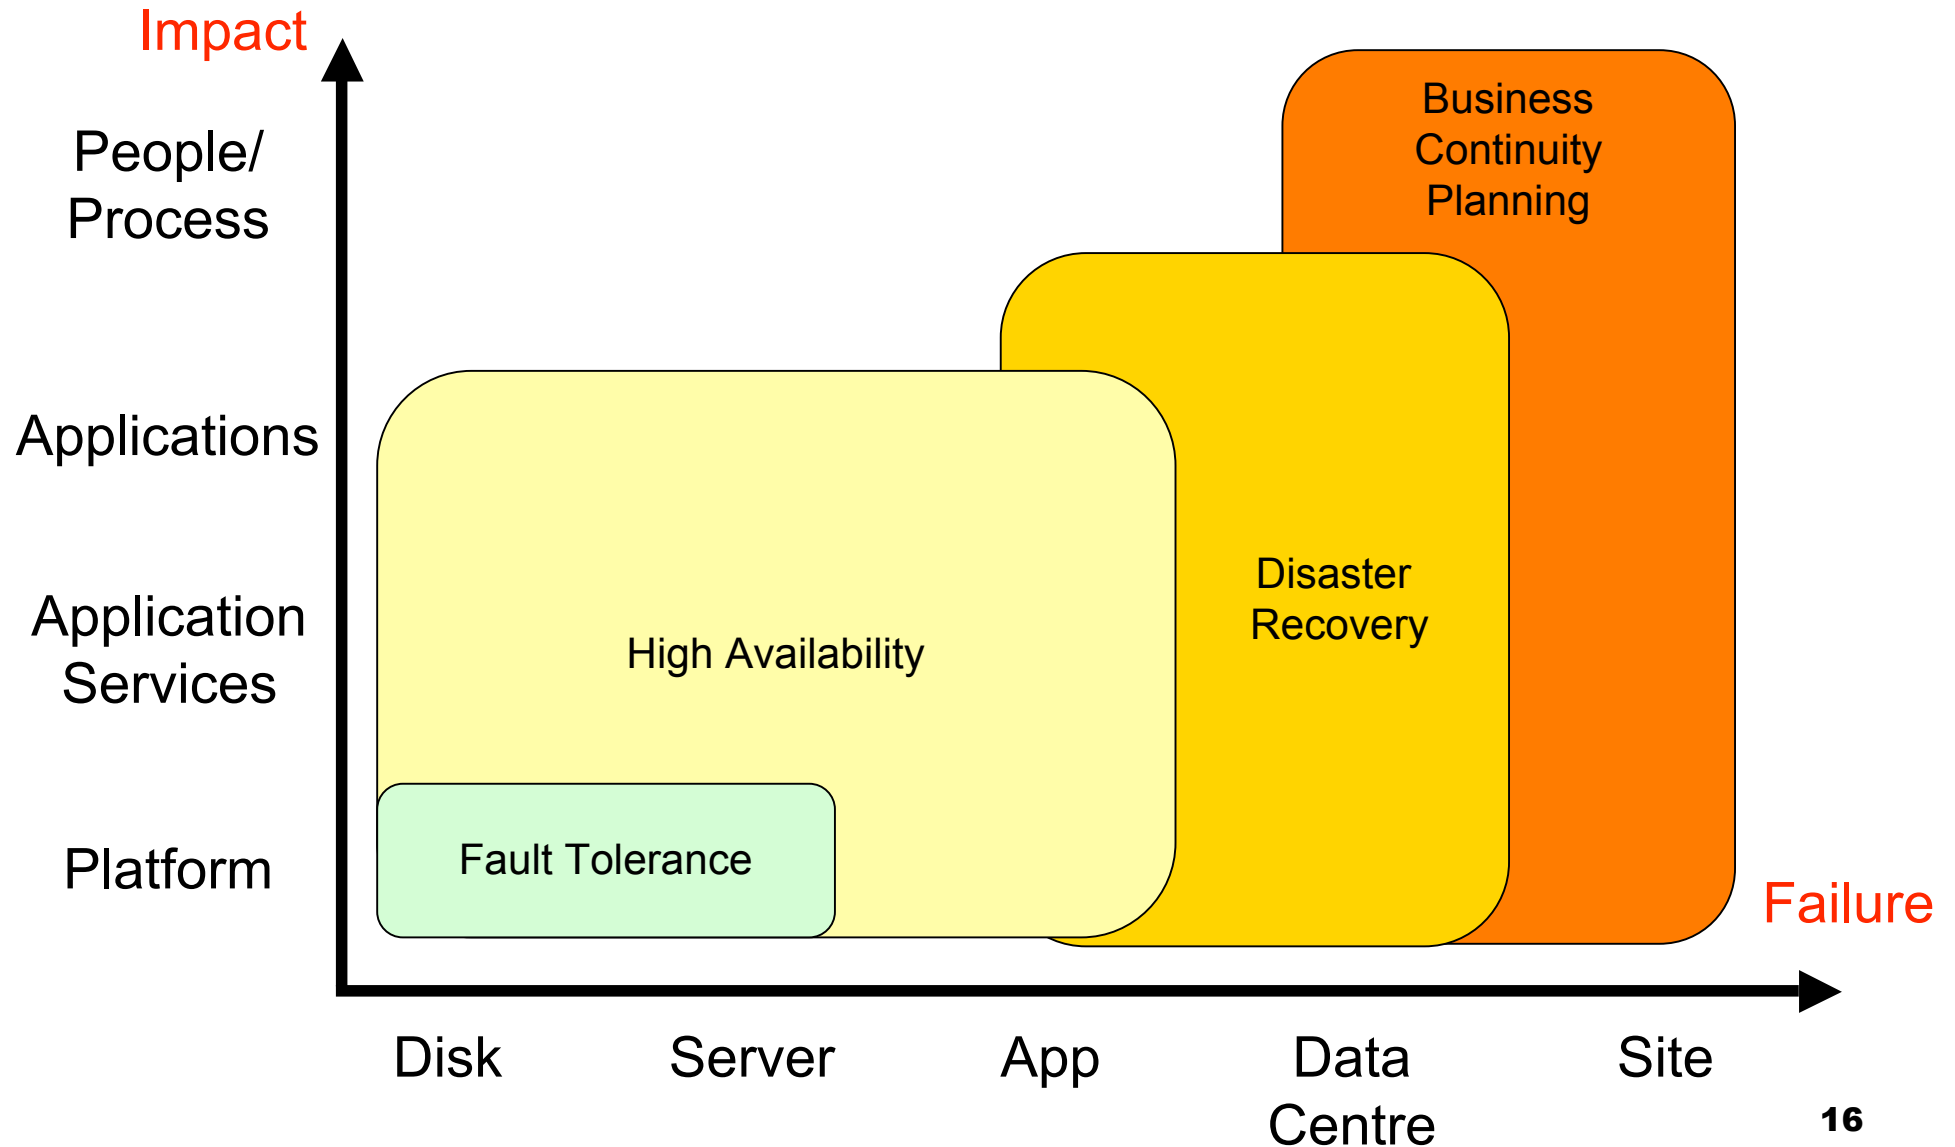 Impact
People/
Process
Applications
Application
Services
Platform
Business
Continuity
Planning
Disaster
Recovery
High Availability
Fault Tolerance
Failure
Disk
Server
App
Data
Centre
Site
16